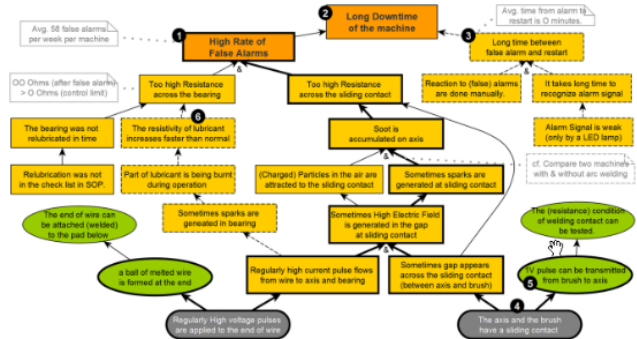 Avg. 58 false alarms
per week per machine
1
High Rate of
False Alarms
2
Long Downtime
of the machine
Avg. time from alarm to
restart is O minutes.
3
Long time between
false alarm and restart
&
&
OO Ohms (after false alarm)
> O Ohms (control limit)
Too high Resistance
across the bearing
Too high Resistance
across the sliding contact
Reaction to (false) alarms
are done manually.
It takes long time to
recognize alarm signal
&
6
The bearing was not
relubricated in time
The resistivity of lubricant
increases faster than normal
Soot is
accumulated on axis
Alarm Signal is weak
(only by a LED lamp)
&
Relubrication was not
in the check list in SOP.
Part of lubricant is being burnt
during operation
(Charged) Particles in the air are
attracted to the sliding contact
Sometimes sparks are
generated at sliding contact
cf. Compare two machines
with & without arc welding
The end of wire can
be attached (welded)
to the pad below
Sometimes sparks are
geneated in bearing
Sometimes High Electric Field
is generated in the gap
at sliding contact
The (resistance) condition
of welding contact can
be tested.
&
a ball of melted wire
is formed at the end
Regularly high current pulse flows
from wire to axis and bearing
Sometimes gap appears
across the sliding contact
(between axis and brush)
1V pulse can be transmitted
from brush to axis
5
4
Regularly High voltage pulses
are applied to the end of wire
The axis and the brush
have a sliding contact